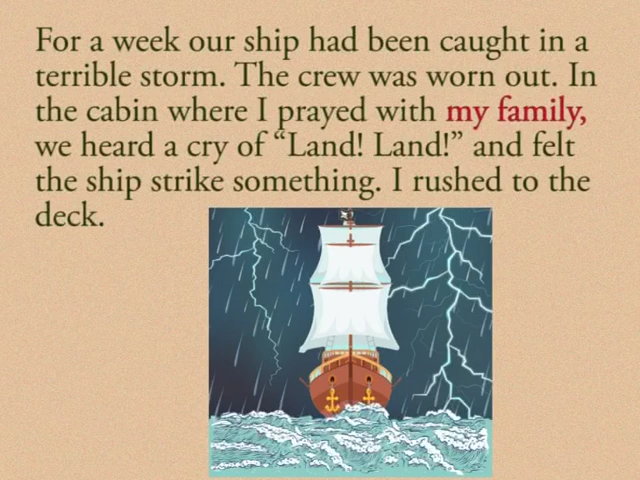 For a week our ship had been caught in a
terrible storm. The crew was worn out. In
the cabin where I prayed with my family,
we heard a cry of “Land! Land!” and felt
the ship strike something. I rushed to the
deck.